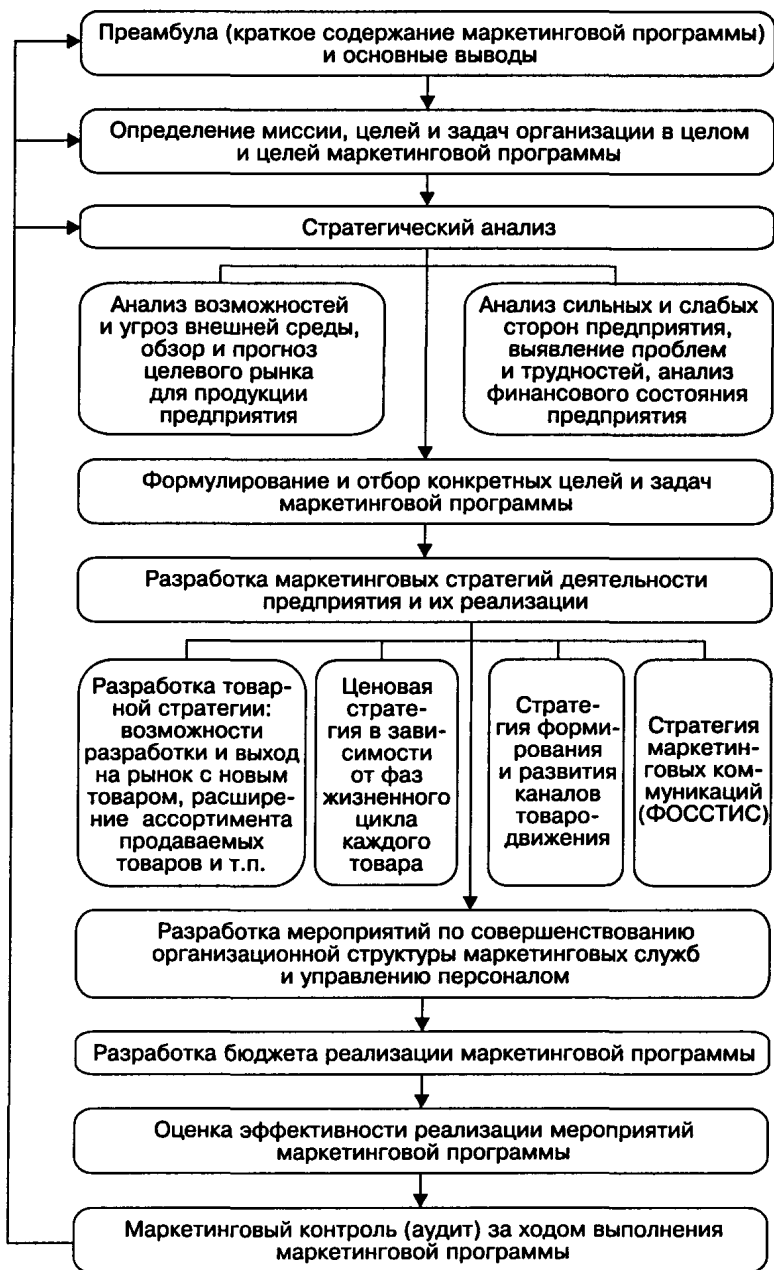 Преамбула (краткое содержание маркетинговой программы)
и основные выводы
Определение миссии, целей и задач организации в целом
и целей маркетинговой программы
Стратегический анализ
Анализ возможностей
и угроз внешней среды,
обзор и прогноз
целевого рынка
для продукции
предприятия
Анализ сильных и слабых
сторон предприятия,
выявление проблем
и трудностей, анализ
финансового состояния
предприятия
Формулирование и отбор конкретных целей и задач
маркетинговой программы
Разработка маркетинговых стратегий деятельности
предприятия и их реализации
Разработка товар-
ной стратегии:
возможности
разработки и выход
на рынок с новым
товаром, расшире-
ние ассортимента
продаваемых
товаров и т.п.
Ценовая
страте-
гия в зави-
симости
от фаз
жизненного
цикла
каждого
товара
Страте-
гия форми-
рования
и развития
каналов
товаро-
движения
Стратегия
маркетин-
говых ком-
муникаций
(ФОССТИС)
Разработка мероприятий по совершенствованию
организационной структуры маркетинговых служб
и управлению персоналом
Разработка бюджета реализации маркетинговой программы
Оценка эффективности реализации мероприятий
маркетинговой программы
Маркетинговый контроль (аудит) за ходом выполнения
маркетинговой программы